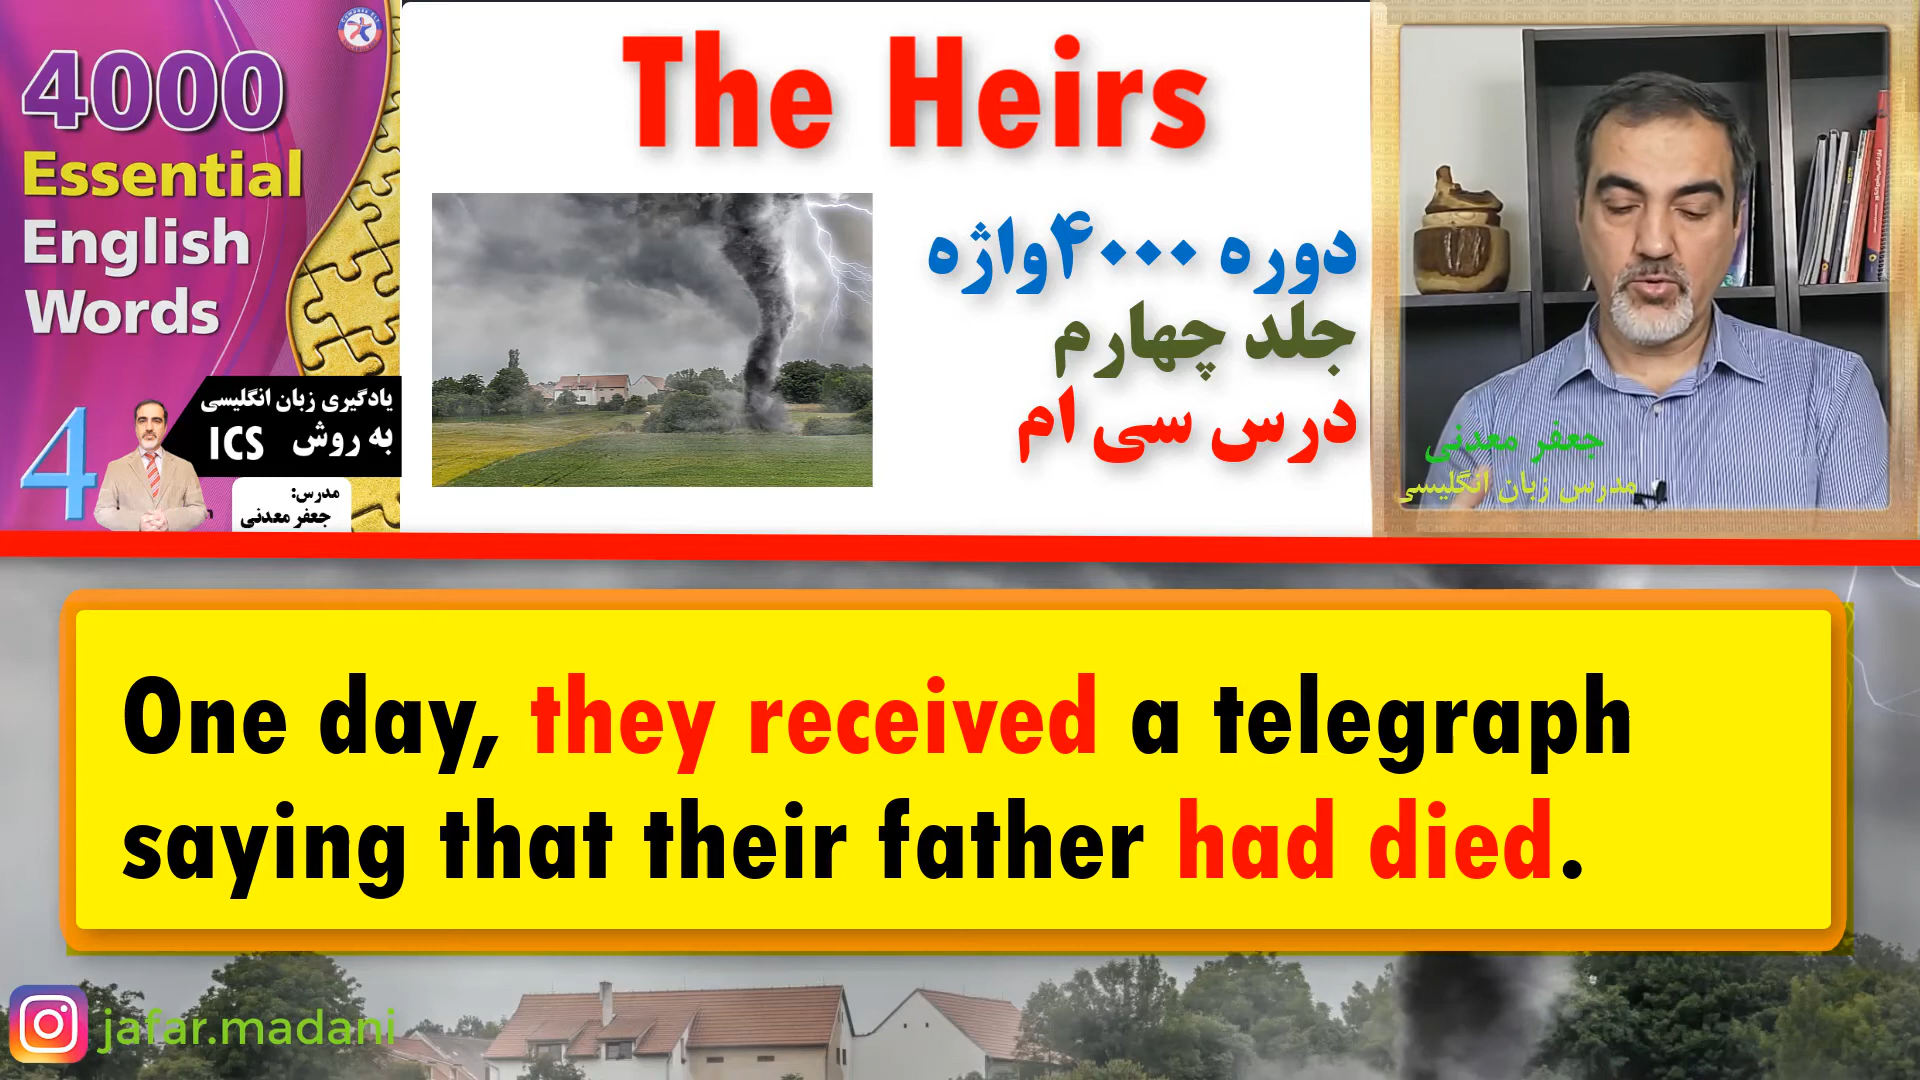 4000
Essential
English
Words
4
یادگیری زبان انگلیسی
به روش ICS
مدرس:
جعفر معدنی
The Heirs
دوره ۴۰۰۰واژه
جلد چهارم
درس سی ام
جعفر معدنی
مدرس زبان انگلیسی
One day, they received a telegraph
saying that their father had died.
jafar.madani